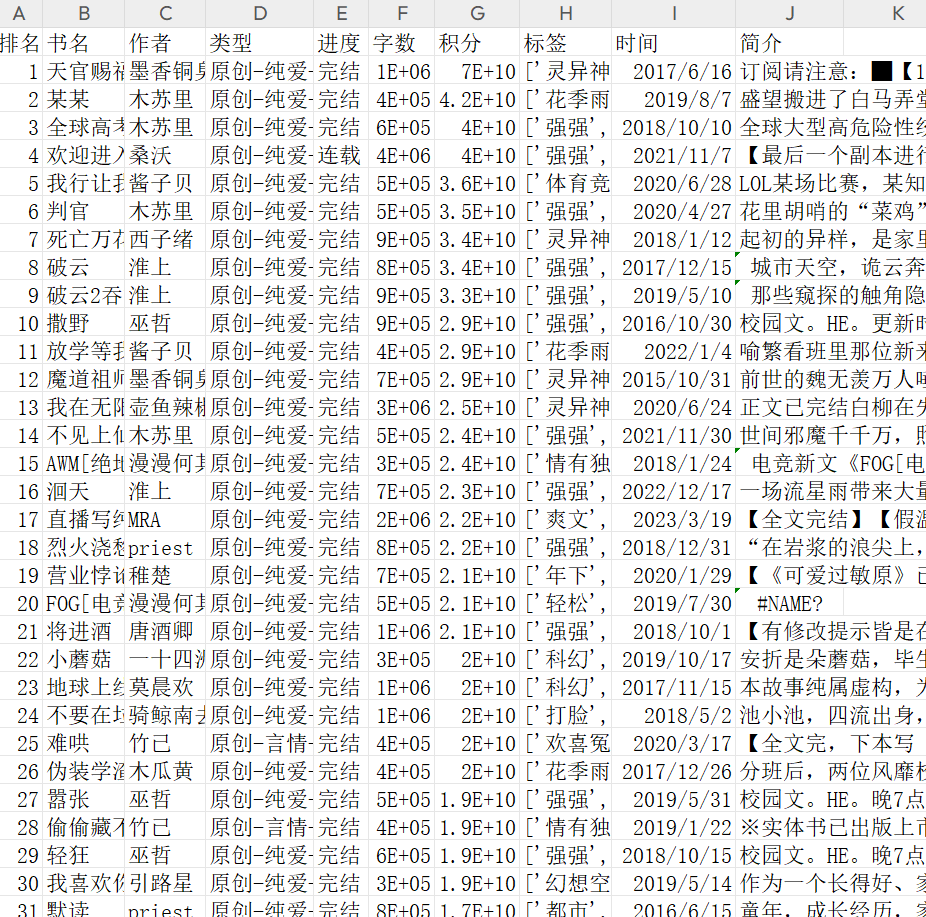 A B C D E F G H I J K
排名 书名 作者 类型 进度 字数 积分 标签 时间 简介
1 天官赐福 墨香铜臭 原创-纯爱- 完结 1E+06 7E+10 ['灵异神 2017/6/16 订阅请注意：■【1
2 某某 木苏里 原创-纯爱- 完结 4E+05 4.2E+10 ['花季雨 2019/8/7 盛望搬进了白马弄堂
3 全球高考 木苏里 原创-纯爱- 完结 6E+05 4E+10 ['强强', 2018/10/10 全球大型高危险性统
4 欢迎进入 桑沃 原创-纯爱- 连载 4E+06 4E+10 ['强强', 2021/11/7 【最后一个副本进行
5 我行让我 酱子贝 原创-纯爱- 完结 5E+05 3.6E+10 ['体育竞 2020/6/28 LOL某场比赛，某知
6 判官 木苏里 原创-纯爱- 完结 5E+05 3.5E+10 ['强强', 2020/4/27 花里胡哨的“菜鸡”
7 死亡万花 西子绪 原创-纯爱- 完结 9E+05 3.4E+10 ['灵异神 2018/1/12 起初的异样，是家里
8 破云 淮上 原创-纯爱- 完结 8E+05 3.4E+10 ['强强', 2017/12/15 城市天空，诡云奔
9 破云2吞 淮上 原创-纯爱- 完结 9E+05 3.3E+10 ['强强', 2019/5/10 那些窥探的触角隐
10 撒野 巫哲 原创-纯爱- 完结 9E+05 2.9E+10 ['强强', 2016/10/30 校园文。HE。更新时
11 放学等我 酱子贝 原创-纯爱- 完结 4E+05 2.9E+10 ['花季雨 2022/1/4 喻繁看班里那位新来
12 魔道祖师 墨香铜臭 原创-纯爱- 完结 7E+05 2.9E+10 ['灵异神 2015/10/31 前世的魏无羡万人唾
13 我在无限 壶鱼辣椒 原创-纯爱- 完结 3E+06 2.5E+10 ['灵异神 2020/6/24 正文已完结白柳在失
14 不见上仙 木苏里 原创-纯爱- 完结 5E+05 2.4E+10 ['强强', 2021/11/30 世间邪魔千千万，照
15 AWM[绝地 漫漫何其 原创-纯爱- 完结 3E+05 2.4E+10 ['情有独 2018/1/24 电竞新文《FOG[电
16 洄天 淮上 原创-纯爱- 完结 7E+05 2.3E+10 ['强强', 2022/12/17 一场流星雨带来大量
17 直播写纯 MRA 原创-纯爱- 完结 2E+06 2.2E+10 ['爽文', 2023/3/19 【全文完结】【假温
18 烈火浇愁 priest 原创-纯爱- 完结 8E+05 2.2E+10 ['强强', 2018/12/31 “在岩浆的浪尖上，
19 营业悖论 稚楚 原创-纯爱- 完结 7E+05 2.1E+10 ['年下', 2020/1/29 【《可爱过敏原》已
20 FOG[电竞 漫漫何其 原创-纯爱- 完结 5E+05 2.1E+10 ['轻松', 2019/7/30 #NAME?
21 将进酒 唐酒卿 原创-纯爱- 完结 1E+06 2.1E+10 ['强强', 2018/10/1 【有修改提示皆是在
22 小蘑菇 一十四洲 原创-纯爱- 完结 3E+05 2E+10 ['科幻', 2019/10/17 安折是朵蘑菇，毕生
23 地球上线 莫晨欢 原创-纯爱- 完结 1E+06 2E+10 ['科幻', 2017/11/15 本故事纯属虚构，为
24 不要在垃 骑鲸南去 原创-纯爱- 完结 1E+06 2E+10 ['打脸', 2018/5/2 池小池，四流出身，
25 难哄 竹已 原创-言情- 完结 4E+05 2E+10 ['欢喜冤 2020/3/17 【全文完，下本写
26 伪装学渣 木瓜黄 原创-纯爱- 完结 4E+05 2E+10 ['花季雨 2017/12/26 分班后，两位风靡校
27 嚣张 巫哲 原创-纯爱- 完结 5E+05 1.9E+10 ['强强', 2019/5/31 校园文。HE。晚7点
28 偷偷藏不 竹已 原创-言情- 完结 4E+05 1.9E+10 ['情有独 2019/1/22 ※实体书已出版上市
29 轻狂 巫哲 原创-纯爱- 完结 6E+05 1.9E+10 ['强强', 2018/10/15 校园文。HE。晚7点
30 我喜欢你 引路星 原创-纯爱- 完结 3E+05 1.9E+10 ['幻想空 2019/5/14 作为一个长得好、家
31 默读 priest 原创-纯爱- 完结 8E+05 1.7E+10 ['都市', 2016/6/15 童年，成长经历，家